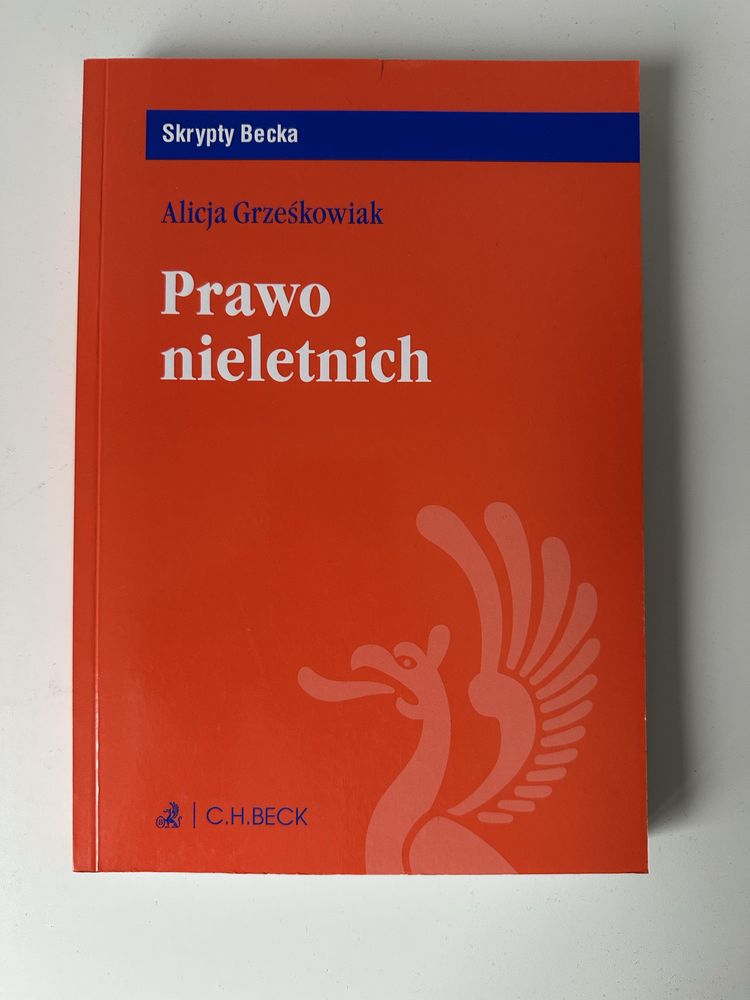 Skrypty Becka
Alicja Grześkowiak
Prawo
nieletnich
C.H.BECK